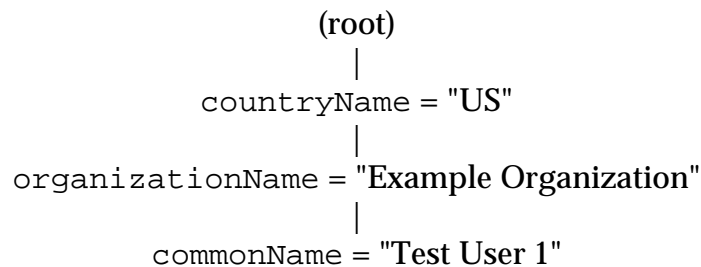 (root)
|
countryName = "US"
|
organizationName = "Example Organization"
|
commonName = "Test User 1"